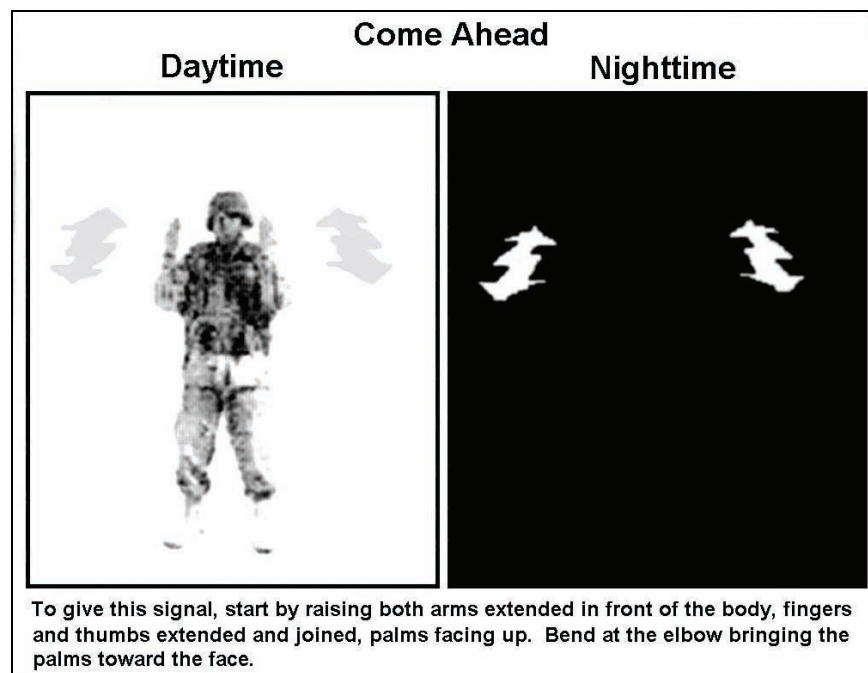 Come Ahead
Daytime
Nighttime
To give this signal, start by raising both arms extended in front of the body, fingers
and thumbs extended and joined, palms facing up.  Bend at the elbow bringing the
palms toward the face.